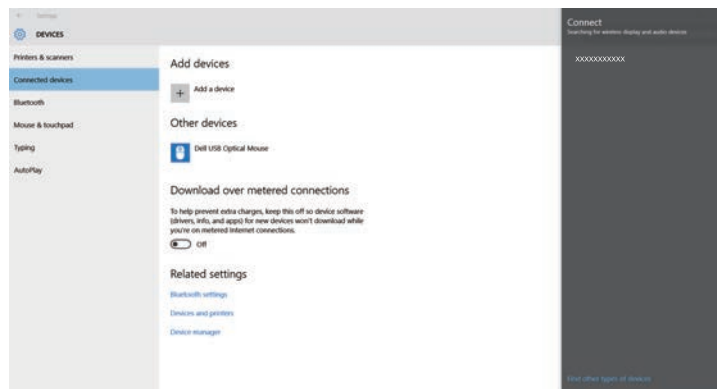 Settings
DEVICES
Printers & scanners
Connected devices
Bluetooth
Mouse & touchpad
Typing
AutoPlay
Add devices
Add a device
Other devices
Dell USB Optical Mouse
Download over metered connections
To help prevent extra charges, keep this off so device software
(drivers, info, and apps) for new devices won't download while
you're on metered Internet connections.
Off
Related settings
Bluetooth settings
Devices and printers
Device manager
Connect
Searching for wireless display and audio devices
xxxxxxxxxxx
Find other types of devices